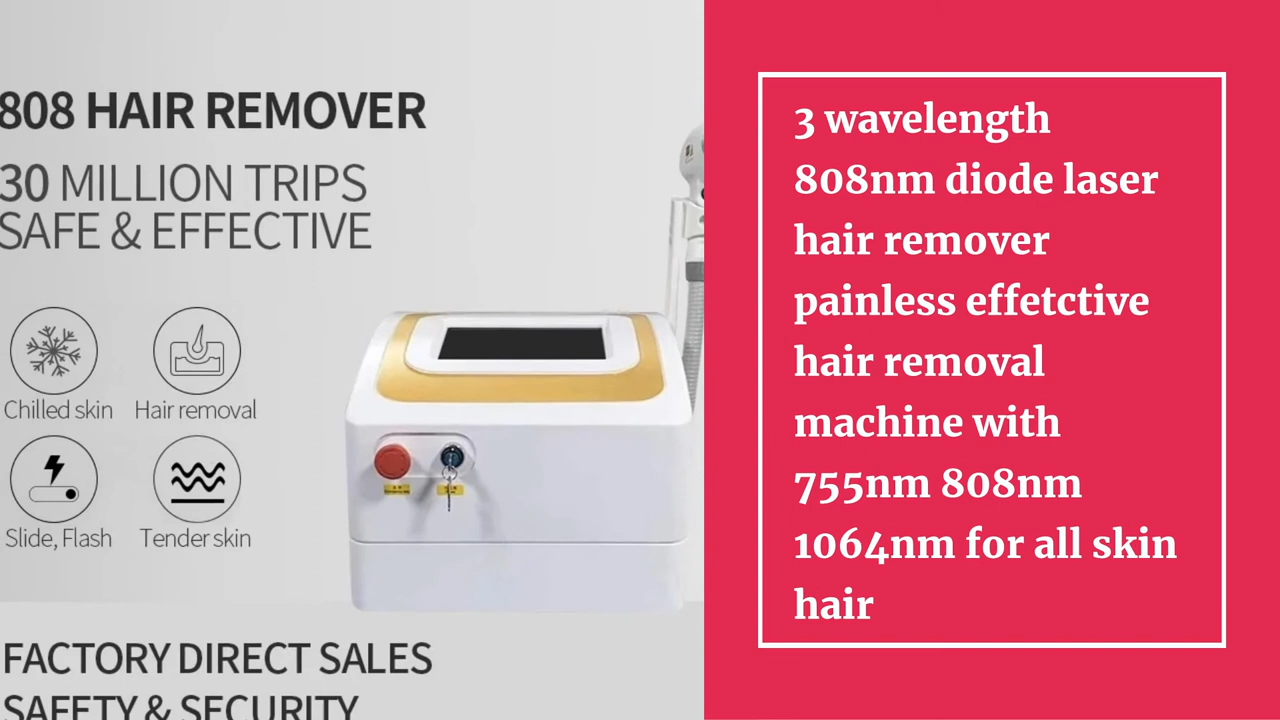 808 HAIR REMOVER
30 MILLION TRIPS
SAFE & EFFECTIVE
Chilled skin
Hair removal
Slide, Flash
Tender skin
FACTORY DIRECT SALES
SAFETY & SECURITY
3 wavelength
808nm diode laser
hair remover
painless effetctive
hair removal
machine with
755nm 808nm
1064nm for all skin
hair